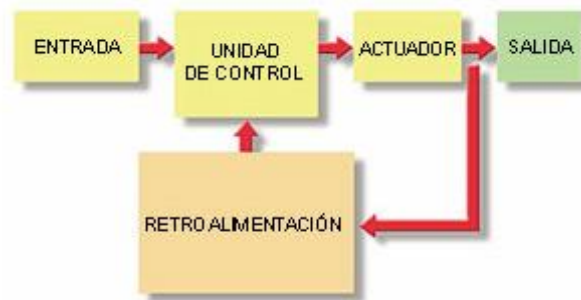 ENTRADA
UNIDAD
DE CONTROL
ACTUADOR
SALIDA
RETROALIMENTACIÓN